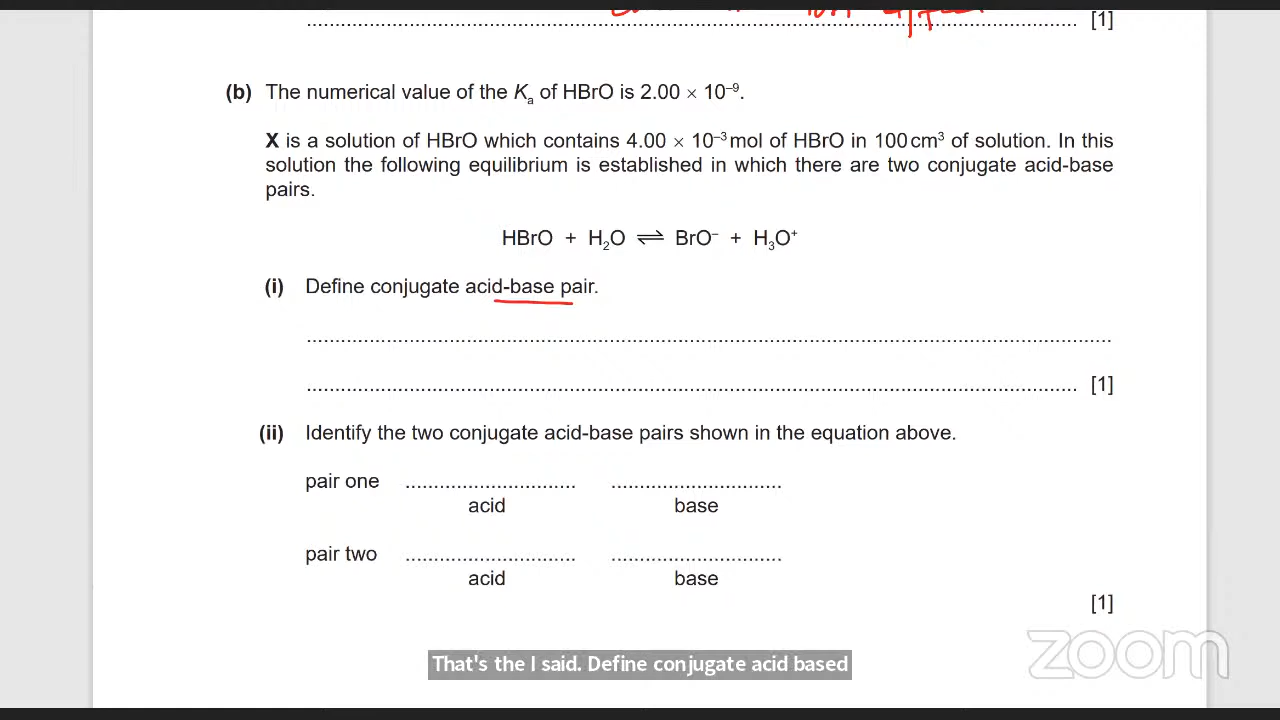 [1]
(b) The numerical value of the Kₐ of HBrO is 2.00 × 10⁻⁹.
X is a solution of HBrO which contains 4.00 × 10⁻³ mol of HBrO in 100 cm³ of solution. In this
solution the following equilibrium is established in which there are two conjugate acid-base
pairs.
HBrO + H₂O ⇌ BrO⁻ + H₃O⁺
(i) Define conjugate acid-base pair.
[1]
(ii) Identify the two conjugate acid-base pairs shown in the equation above.
pair one
acid base
pair two
acid base
[1]
zoom
That's the I said. Define conjugate acid based